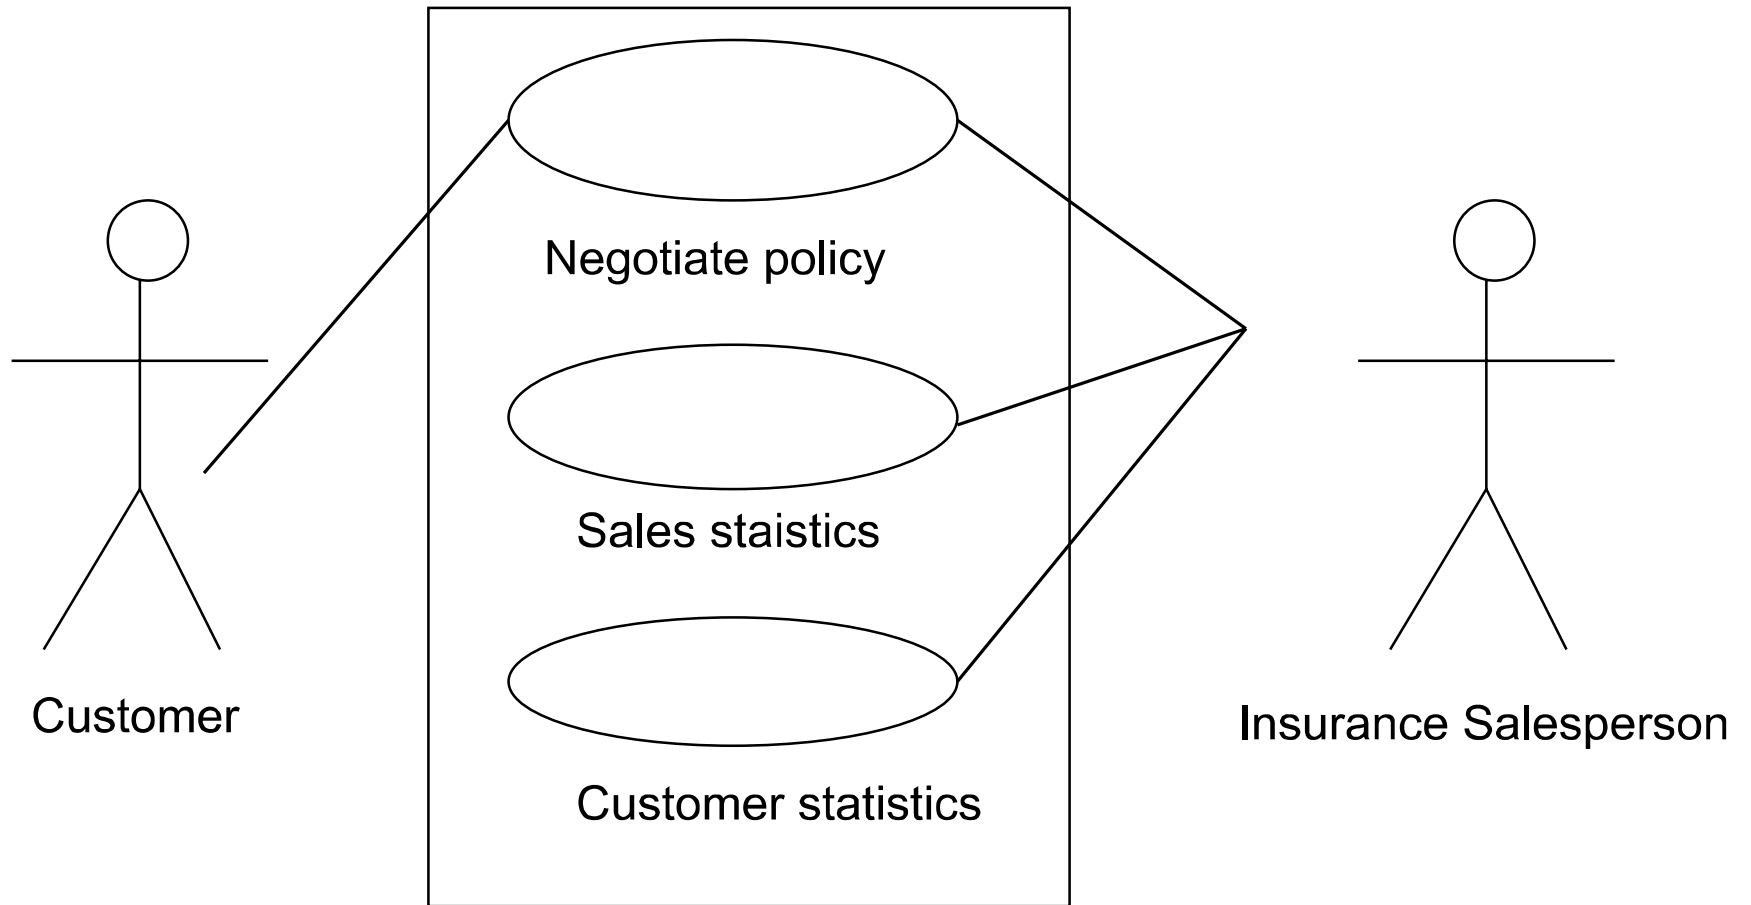 Negotiate policy
Sales staistics
Customer
Insurance Salesperson
Customer statistics